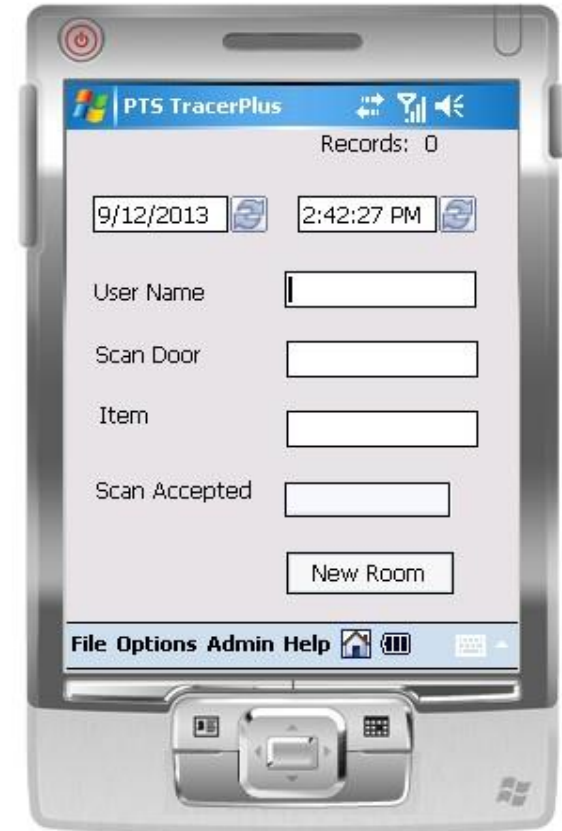 PTS TracerPlus
Records: 0
9/12/2013 2:42:27 PM
User Name
Scan Door
Item
Scan Accepted
New Room
File Options Admin Help